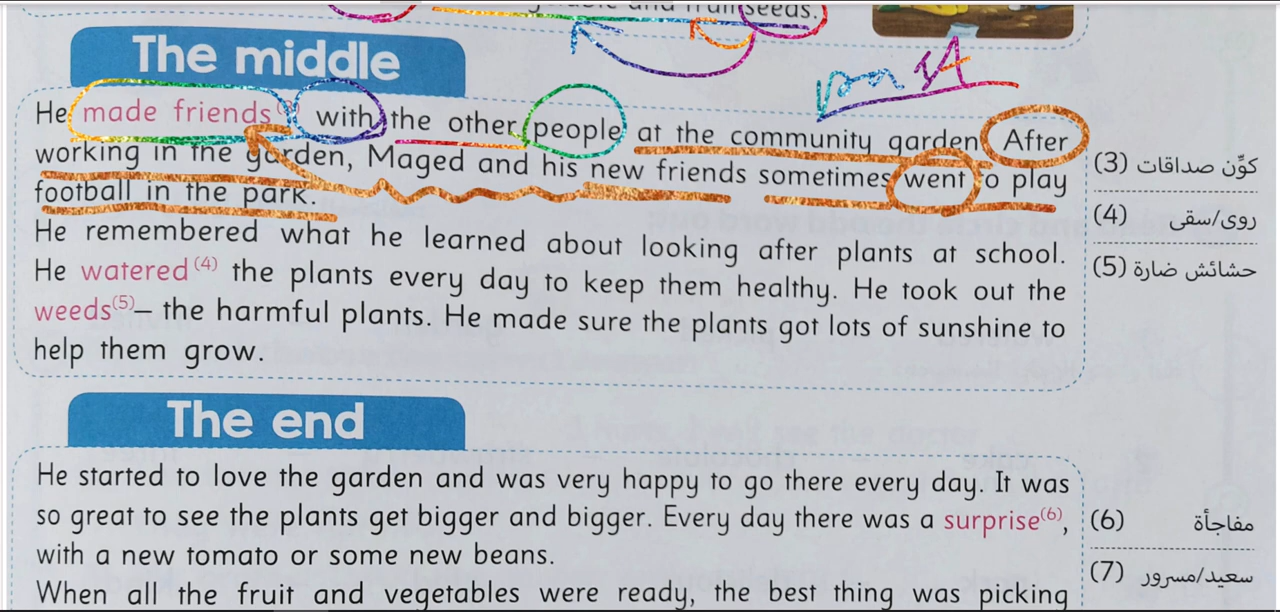 seeds.
The middle
He made friends with the other people at the community garden After
working in the garden, Maged and his new friends sometimes went to play
football in the park.
He remembered what he learned about looking after plants at school.
He watered(4) the plants every day to keep them healthy. He took out the
weeds(5)– the harmful plants. He made sure the plants got lots of sunshine to
help them grow.
(3) كوِّن صداقات
(4) روى/سقى
(5) حشائش ضارة
The end
He started to love the garden and was very happy to go there every day. It was
so great to see the plants get bigger and bigger. Every day there was a surprise(6),
with a new tomato or some new beans.
When all the fruit and vegetables were ready, the best thing was picking
(6) مفاجأة
(7) سعيد/مسرور